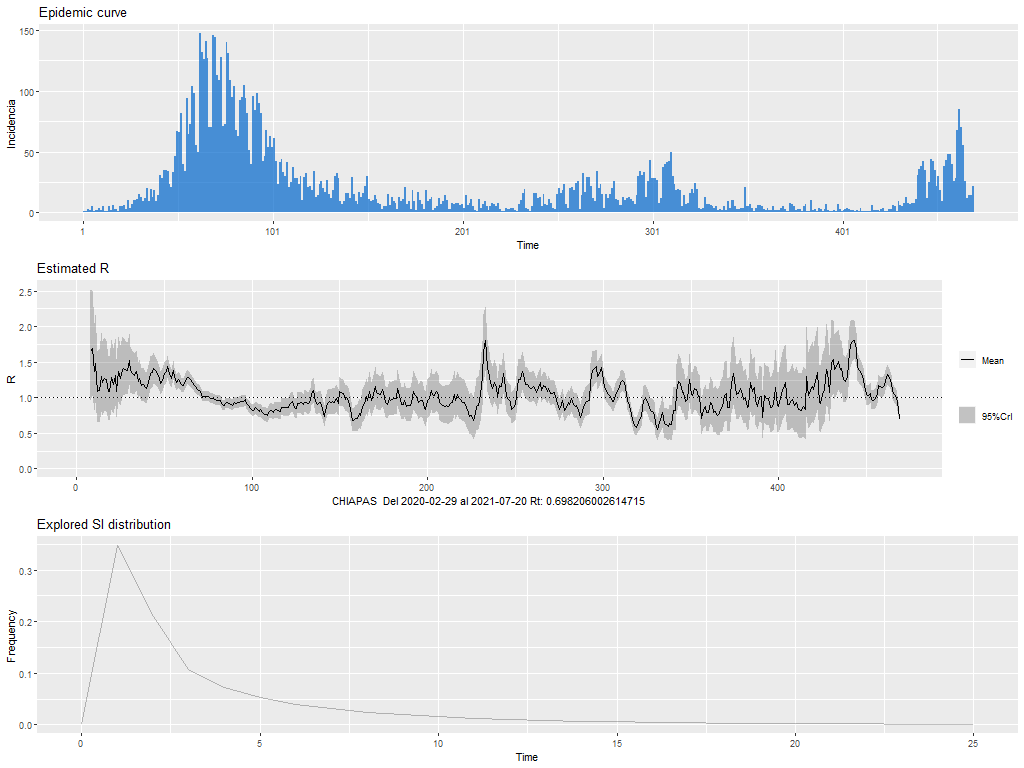 Epidemic curve
150
100
50
0
Incidencia
1
101
201
301
401
Time
Estimated R
2.5
2.0
1.5
1.0
0.5
0.0
R
0
100
200
300
400
CHIAPAS Del 2020-02-29 al 2021-07-20 Rt: 0.698206002614715
Mean
95%CrI
Explored SI distribution
0.3
0.2
0.1
0.0
Frequency
0
5
10
15
20
25
Time